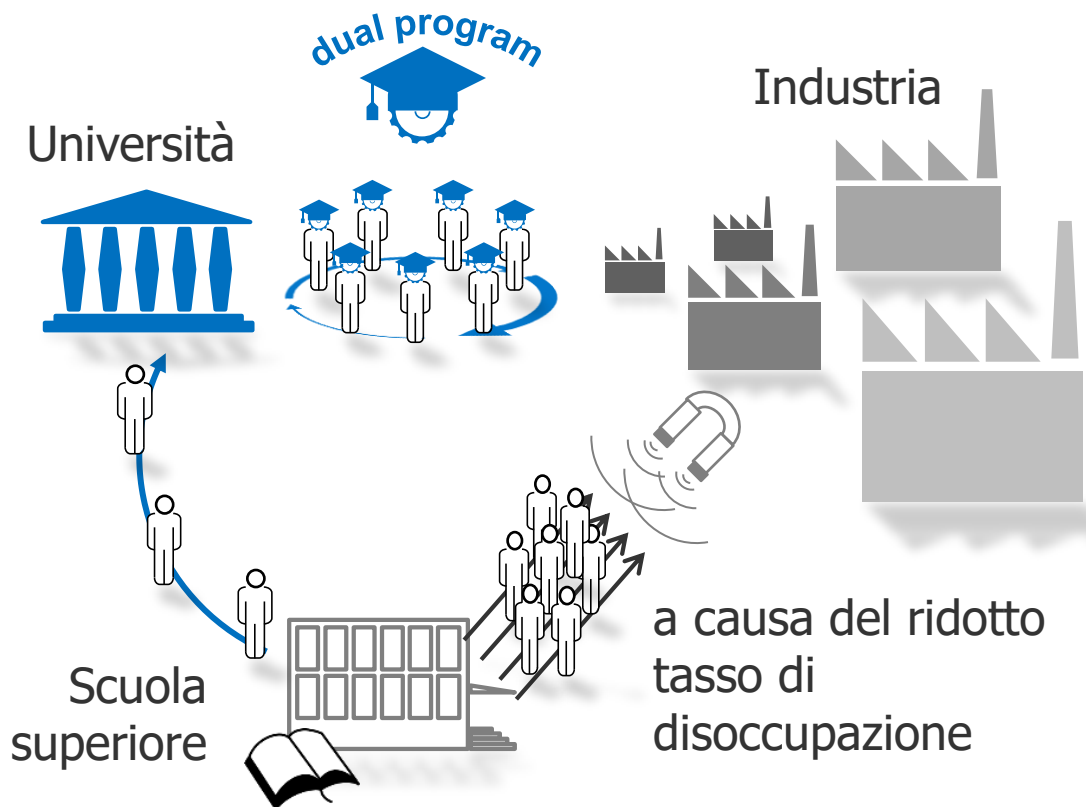 dual program
Industria
Università
a causa del ridotto
tasso di
disoccupazione
Scuola
superiore